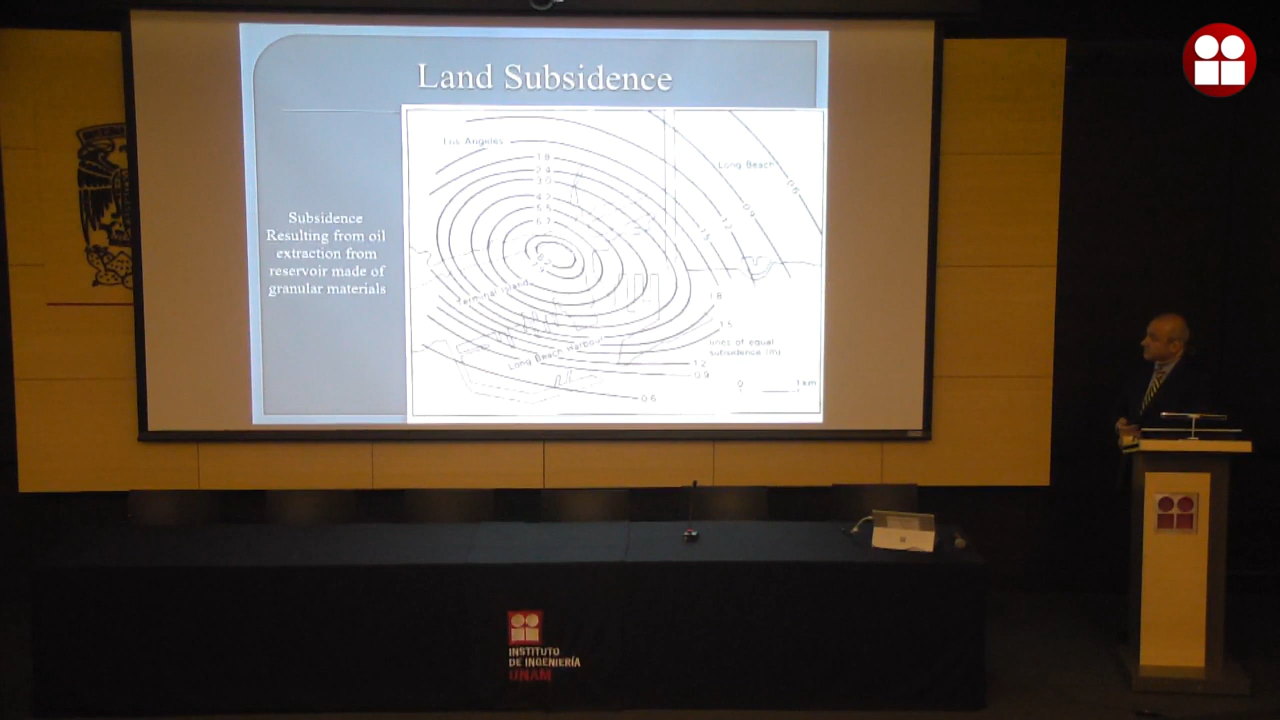 Land Subsidence
Subsidence
Resulting from oil
extraction from
reservoir made of
granular materials
Los Angeles
Long Beach
1.8
2.4
3.0
4.2
5.5
6.7
0.6
0.9
1.2
1.5
Terminal Island
Long Beach Harbour
1.8
1.5
lines of equal
subsidence (m)
1.2
0.9
0 1 km
0.6
INSTITUTO
DE INGENIERÍA
UNAM